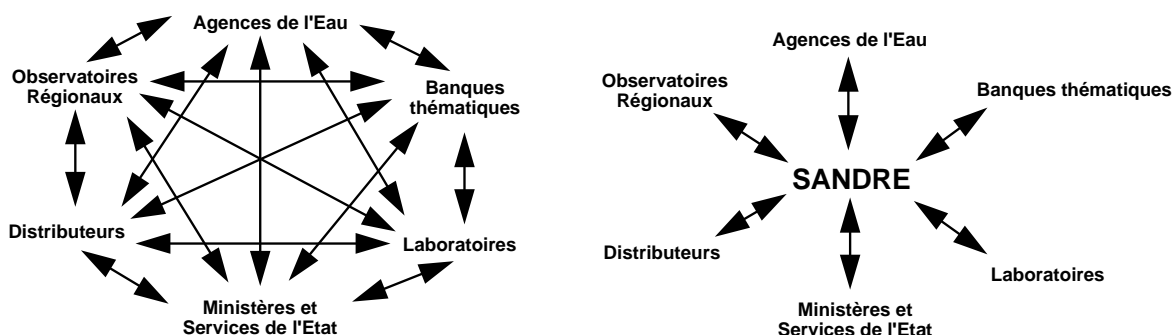 Agences de l'Eau
Observatoires
Régionaux
Banques
thématiques
Distributeurs
Laboratoires
Ministères et
Services de l'Etat
Agences de l'Eau
Observatoires
Régionaux
Banques thématiques
SANDRE
Distributeurs
Laboratoires
Ministères et
Services de l'Etat